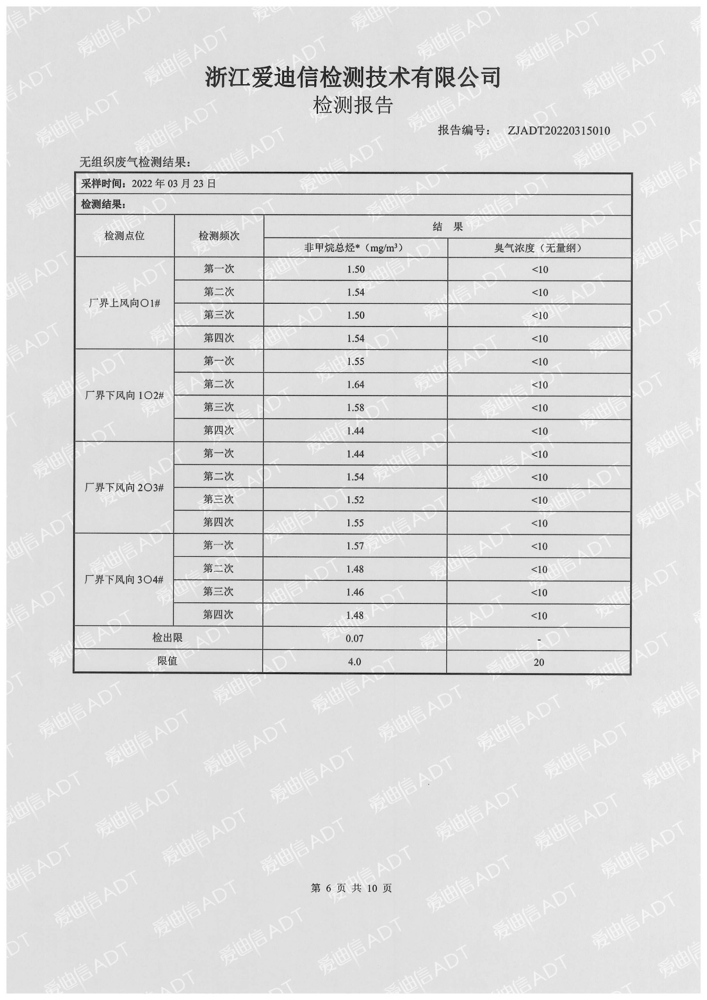 浙江爱迪信检测技术有限公司
检测报告
报告编号： ZJADT20220315010
无组织废气检测结果：
采样时间：2022 年 03 月 23 日
检测结果：
检测点位 检测频次 结 果
非甲烷总烃*（mg/m³） 臭气浓度（无量纲）
厂界上风向〇1# 第一次 1.50 <10
第二次 1.54 <10
第三次 1.50 <10
第四次 1.54 <10
厂界下风向 1〇2# 第一次 1.55 <10
第二次 1.64 <10
第三次 1.58 <10
第四次 1.44 <10
厂界下风向 2〇3# 第一次 1.44 <10
第二次 1.54 <10
第三次 1.52 <10
第四次 1.55 <10
厂界下风向 3〇4# 第一次 1.57 <10
第二次 1.48 <10
第三次 1.46 <10
第四次 1.48 <10
检出限 0.07 -
限值 4.0 20
第 6 页 共 10 页
爱迪信 ADT